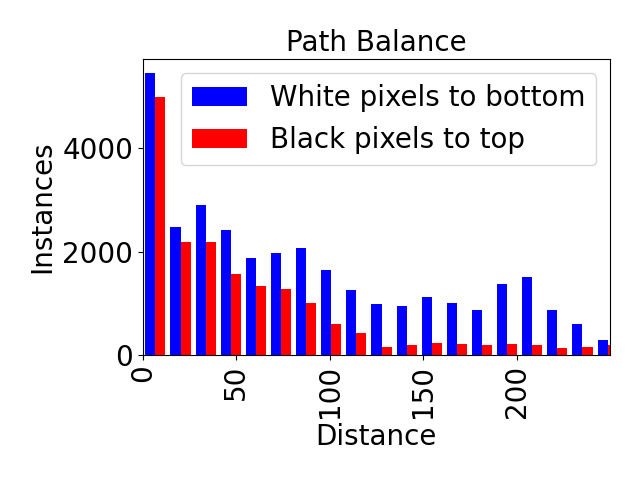 Path Balance
White pixels to bottom
Black pixels to top
Instances
4000
2000
0
0
50
100
150
200
Distance